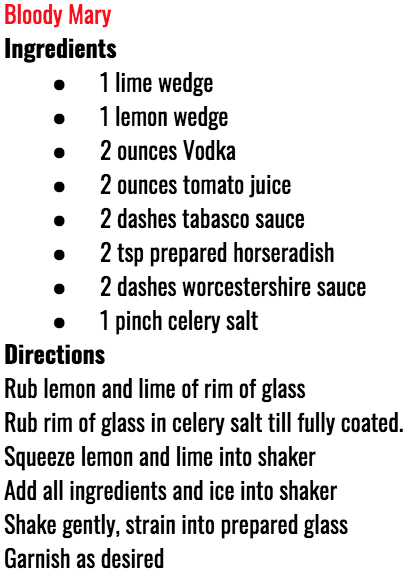 Bloody Mary
Ingredients
● 1 lime wedge
● 1 lemon wedge
● 2 ounces Vodka
● 2 ounces tomato juice
● 2 dashes tabasco sauce
● 2 tsp prepared horseradish
● 2 dashes worcestershire sauce
● 1 pinch celery salt
Directions
Rub lemon and lime of rim of glass
Rub rim of glass in celery salt till fully coated.
Squeeze lemon and lime into shaker
Add all ingredients and ice into shaker
Shake gently, strain into prepared glass
Garnish as desired